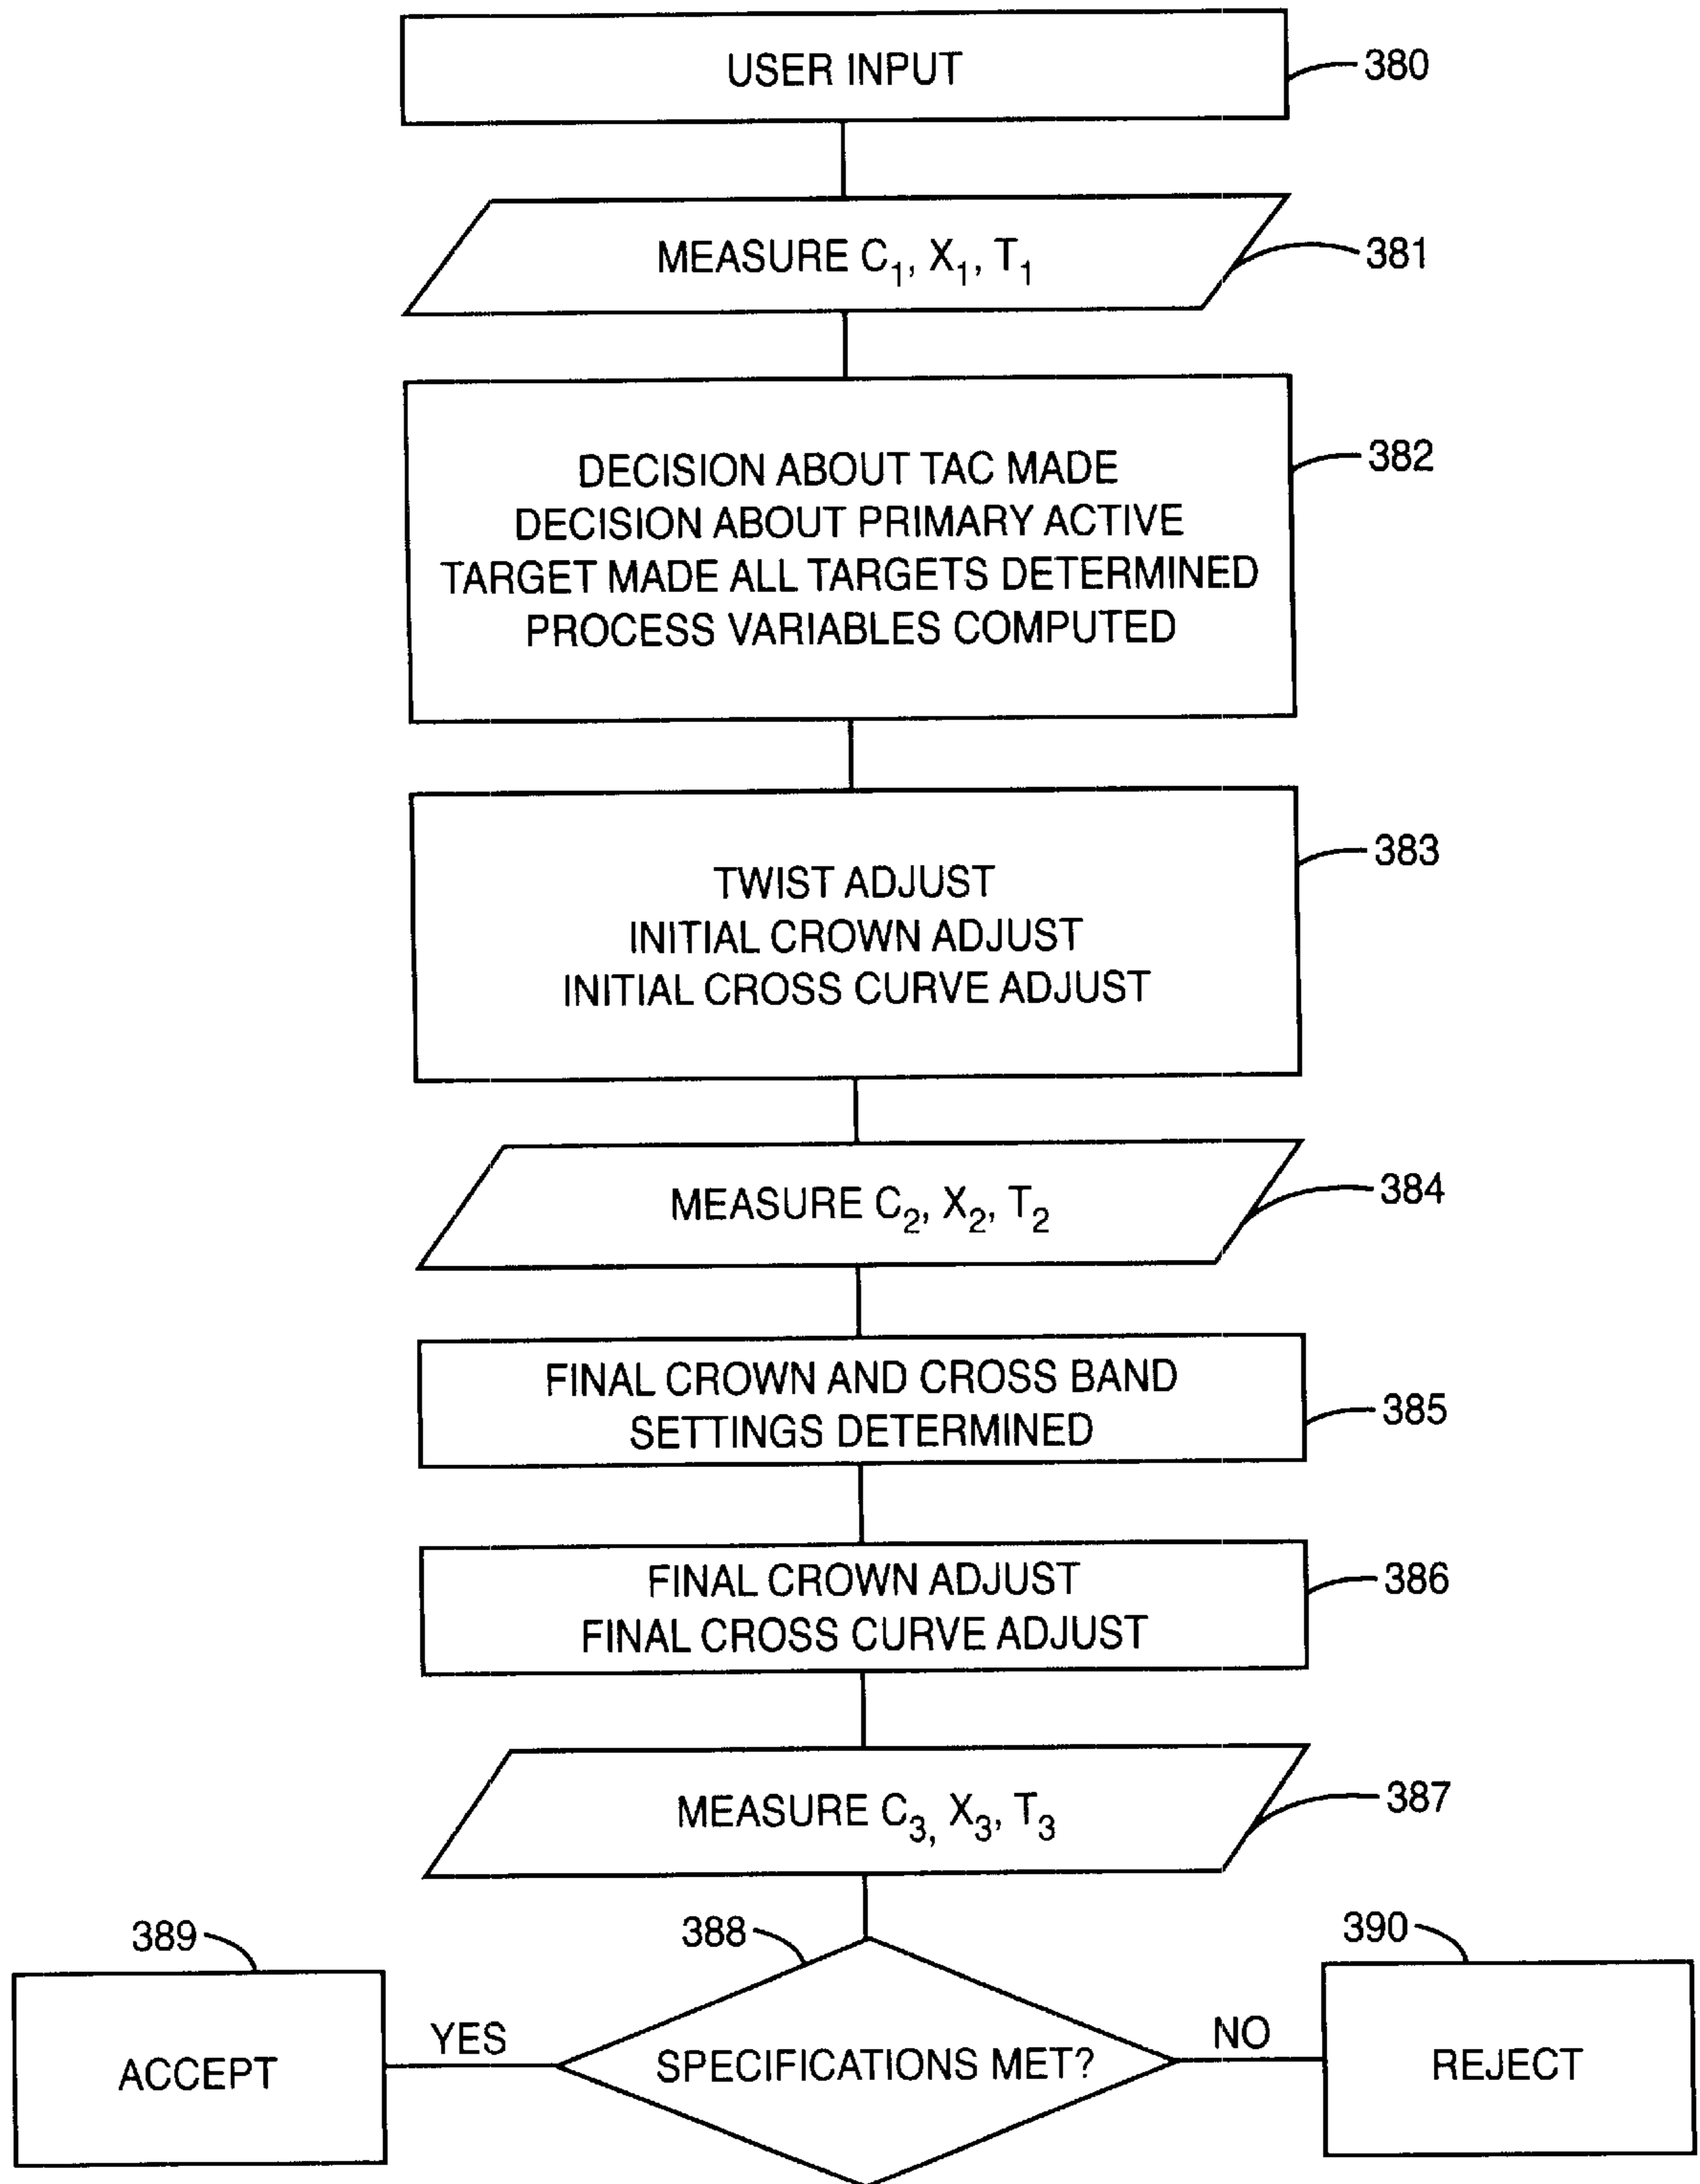 USER INPUT
380
MEASURE C₁, X₁, T₁
381
DECISION ABOUT TAC MADE
DECISION ABOUT PRIMARY ACTIVE
TARGET MADE ALL TARGETS DETERMINED
PROCESS VARIABLES COMPUTED
382
TWIST ADJUST
INITIAL CROWN ADJUST
INITIAL CROSS CURVE ADJUST
383
MEASURE C₂, X₂, T₂
384
FINAL CROWN AND CROSS BAND
SETTINGS DETERMINED
385
FINAL CROWN ADJUST
FINAL CROSS CURVE ADJUST
386
MEASURE C₃, X₃, T₃
387
389
388
390
ACCEPT
YES
SPECIFICATIONS MET?
NO
REJECT